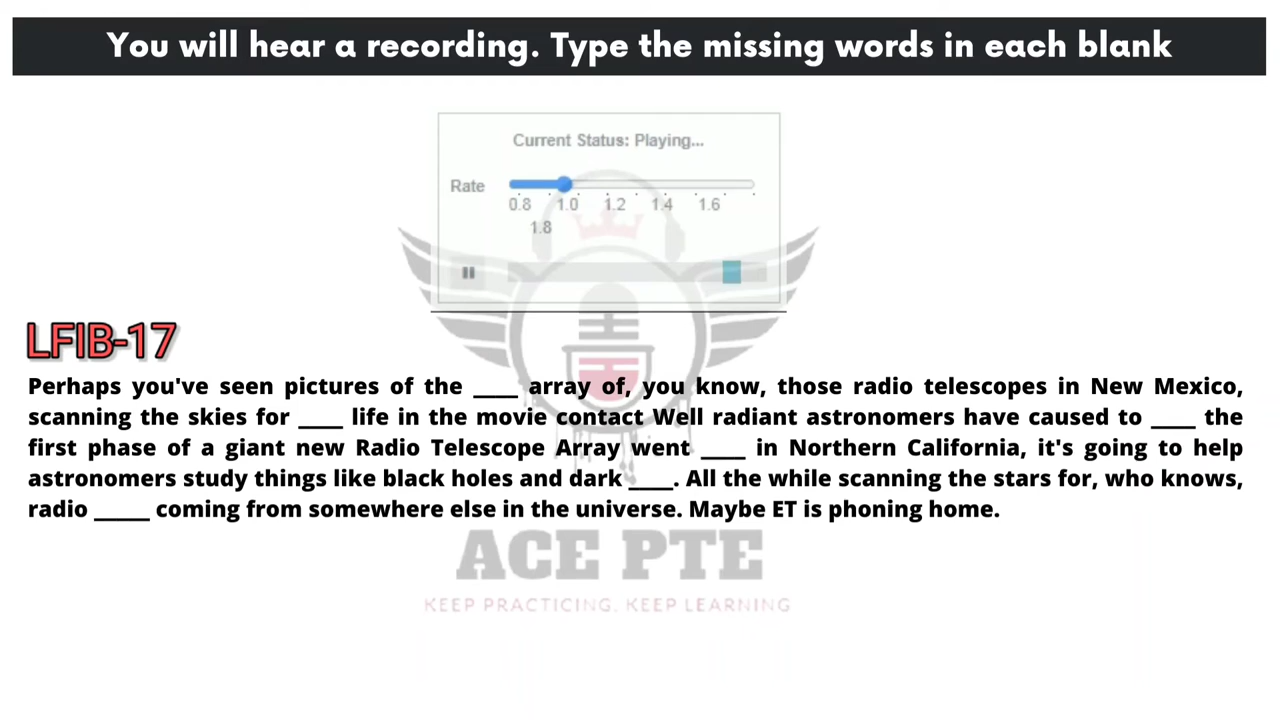 You will hear a recording. Type the missing words in each blank
Current Status: Playing...
Rate
0.8 1.0 1.2 1.4 1.6
1.8
LFIB-17
Perhaps you've seen pictures of the ____ array of, you know, those radio telescopes in New Mexico,
scanning the skies for ____ life in the movie contact Well radiant astronomers have caused to ____ the
first phase of a giant new Radio Telescope Array went ____ in Northern California, it's going to help
astronomers study things like black holes and dark ____. All the while scanning the stars for, who knows,
radio _____ coming from somewhere else in the universe. Maybe ET is phoning home.
ACE PTE
KEEP PRACTICING, KEEP LEARNING